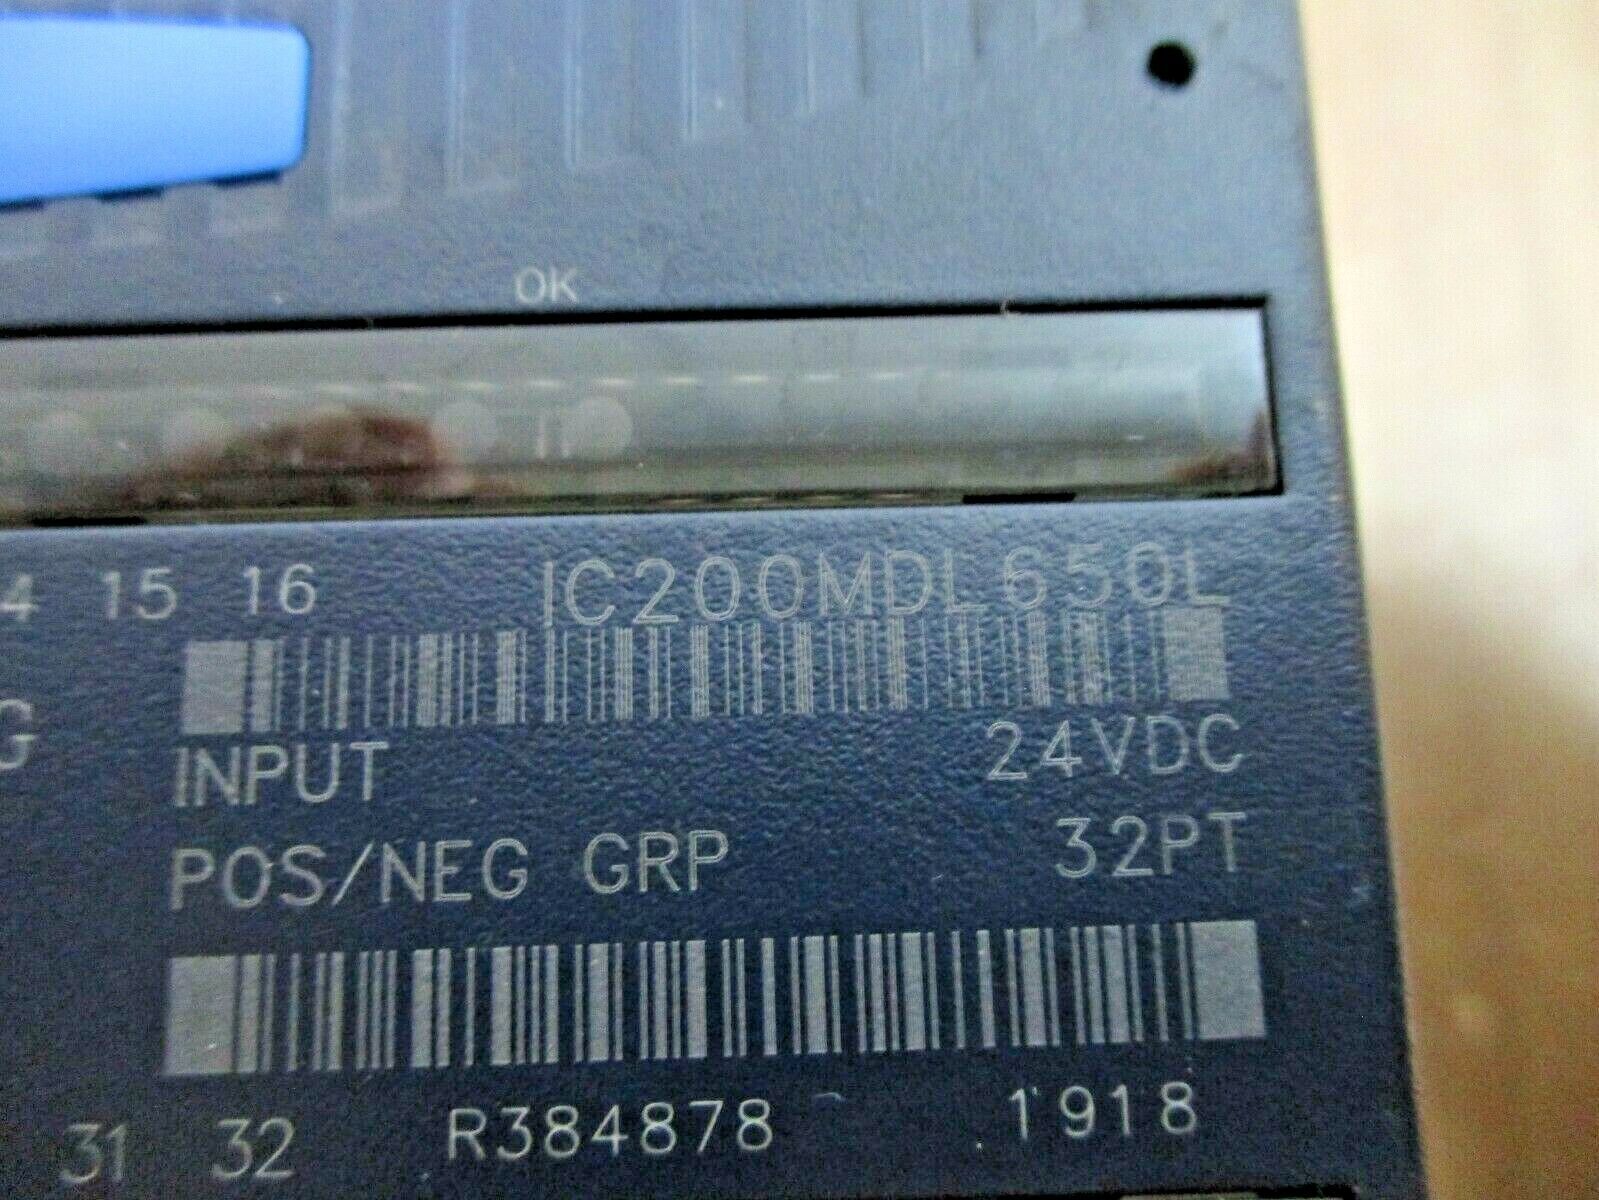 OK
4 15 16 IC200MDL650L
G
INPUT 24VDC
POS/NEG GRP 32PT
31 32 R384878 1918